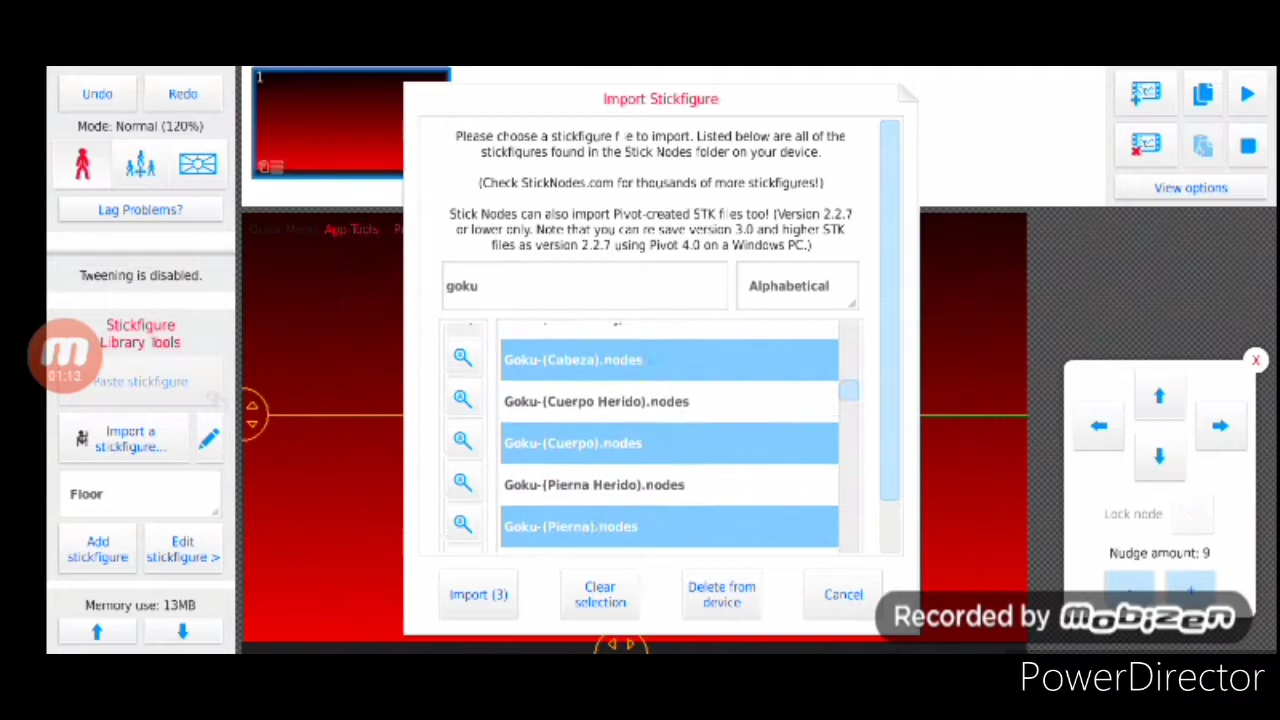 Undo
Redo
Mode: Normal (120%)
Lag Problems?
Tweening is disabled.
Stickfigure
Library Tools
Paste stickfigure
Import a
stickfigure...
Floor
Add
stickfigure
Edit
stickfigure >
Memory use: 13MB
01:13
1
App Tools
Import Stickfigure
Please choose a stickfigure file to import. Listed below are all of the
stickfigures found in the Stick Nodes folder on your device.
(Check StickNodes.com for thousands of more stickfigures!)
Stick Nodes can also import Pivot-created STK files too! (Version 2.2.7
or lower only. Note that you can re save version 3.0 and higher STK
files as version 2.2.7 using Pivot 4.0 on a Windows PC.)
goku
Alphabetical
Goku-(Cabeza).nodes
Goku-(Cuerpo Herido).nodes
Goku-(Cuerpo).nodes
Goku-(Pierna Herido).nodes
Goku-(Pierna).nodes
Import (3)
Clear
selection
Delete from
device
Cancel
View options
X
Lock node
Nudge amount: 9
Recorded by mobizen
PowerDirector